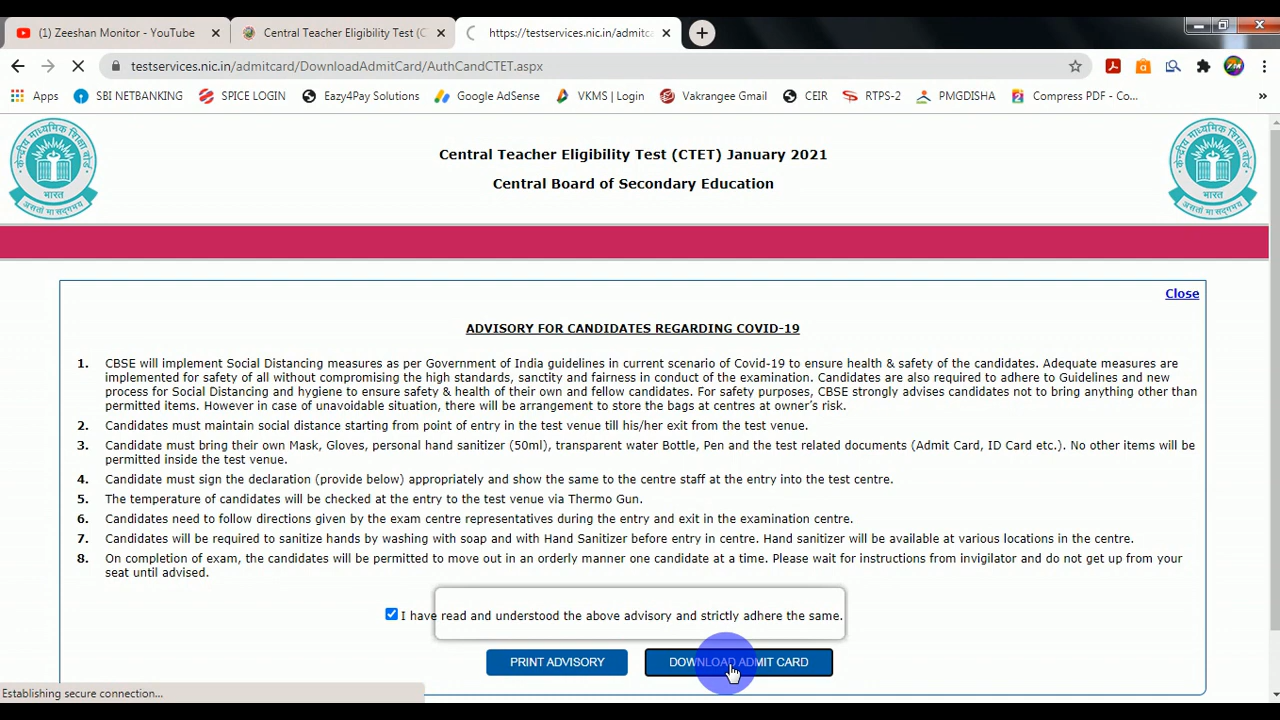 (1) Zeeshan Monitor - YouTube
Central Teacher Eligibility Test (C
https://testservices.nic.in/admitca
testservices.nic.in/admitcard/DownloadAdmitCard/AuthCandCTET.aspx
Apps
SBI NETBANKING
SPICE LOGIN
Eazy4Pay Solutions
Google AdSense
VKMS | Login
Vakrangee Gmail
CEIR
RTPS-2
PMGDISHA
Compress PDF - Co...
»
केन्द्रीय माध्यमिक शिक्षा बोर्ड
भारत
असतो मा सद्गमय
Central Teacher Eligibility Test (CTET) January 2021
Central Board of Secondary Education
केन्द्रीय माध्यमिक शिक्षा बोर्ड
भारत
असतो मा सद्गमय
Close
ADVISORY FOR CANDIDATES REGARDING COVID-19
1. CBSE will implement Social Distancing measures as per Government of India guidelines in current scenario of Covid-19 to ensure health & safety of the candidates. Adequate measures are
implemented for safety of all without compromising the high standards, sanctity and fairness in conduct of the examination. Candidates are also required to adhere to Guidelines and new
process for Social Distancing and hygiene to ensure safety & health of their own and fellow candidates. For safety purposes, CBSE strongly advises candidates not to bring anything other than
permitted items. However in case of unavoidable situation, there will be arrangement to store the bags at centres at owner's risk.
2. Candidates must maintain social distance starting from point of entry in the test venue till his/her exit from the test venue.
3. Candidate must bring their own Mask, Gloves, personal hand sanitizer (50ml), transparent water Bottle, Pen and the test related documents (Admit Card, ID Card etc.). No other items will be
permitted inside the test venue.
4. Candidate must sign the declaration (provide below) appropriately and show the same to the centre staff at the entry into the test centre.
5. The temperature of candidates will be checked at the entry to the test venue via Thermo Gun.
6. Candidates need to follow directions given by the exam centre representatives during the entry and exit in the examination centre.
7. Candidates will be required to sanitize hands by washing with soap and with Hand Sanitizer before entry in centre. Hand sanitizer will be available at various locations in the centre.
8. On completion of exam, the candidates will be permitted to move out in an orderly manner one candidate at a time. Please wait for instructions from invigilator and do not get up from your
seat until advised.
I have read and understood the above advisory and strictly adhere the same.
PRINT ADVISORY
DOWNLOAD ADMIT CARD
Establishing secure connection...